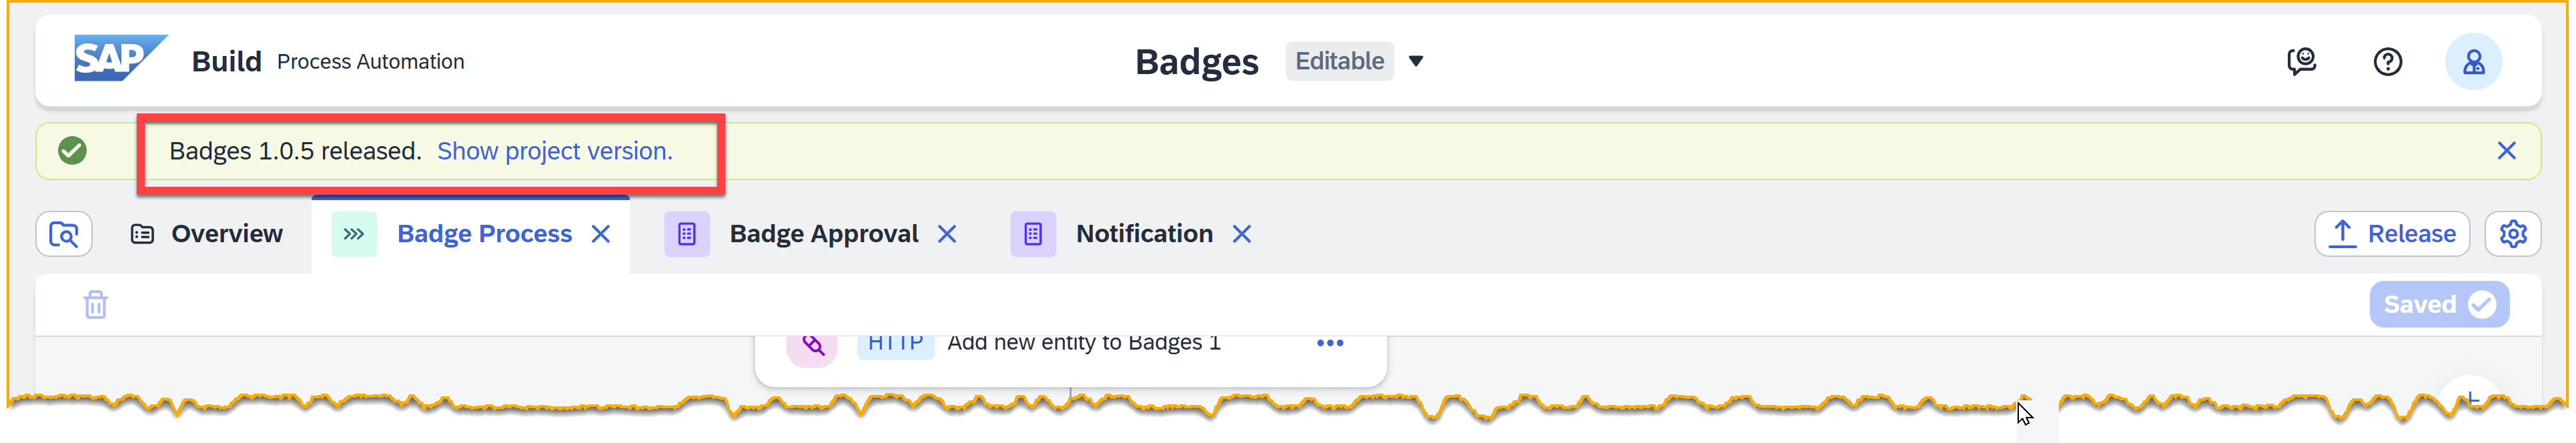 SAP Build Process Automation
Badges Editable
Badges 1.0.5 released. Show project version.
Overview Badge Process Badge Approval Notification Release
Saved
HTTP Add new entity to Badges 1